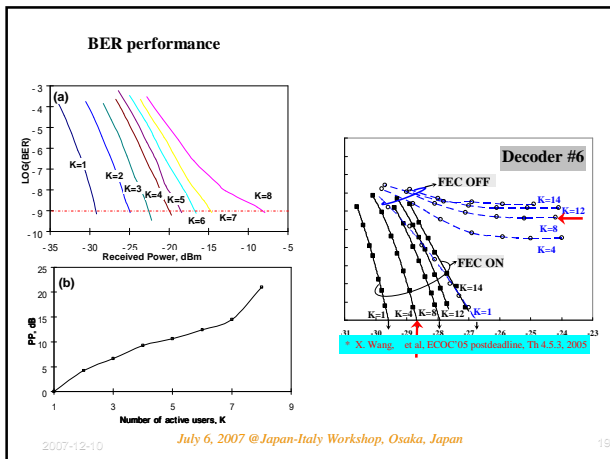 BER performance
(a)
LOG(BER)
-3
-4
-5
-6
-7
-8
-9
-10
K=1
K=2
K=3
K=4
K=5
K=6
K=7
K=8
-35 -30 -25 -20 -15 -10 -5
Received Power, dBm
(b)
PP, dB
25
20
15
10
5
0
1 3 5 7 9
Number of active users, K
Decoder #6
FEC OFF
K=14
K=12
K=8
K=4
FEC ON
K=14
K=1 K=4 K=8 K=12 K=1
-31 -30 -29 -28 -27 -26 -25 -24 -23
* X. Wang, et al, ECOC'05 postdeadline, Th 4.5.3, 2005
2007-12-10
July 6, 2007 @Japan-Italy Workshop, Osaka, Japan
19